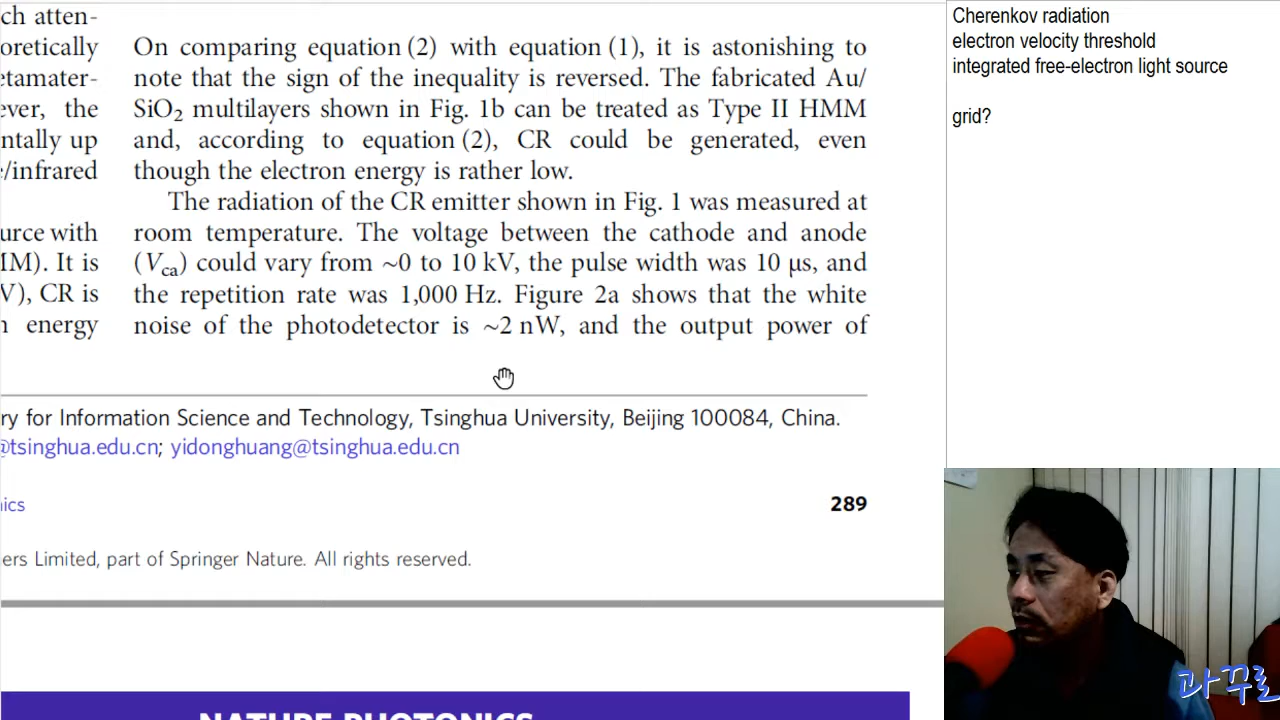 ch atten-
oretically
etamater-
ever, the
ntally up
e/infrared
urce with
IM). It is
V), CR is
n energy
On comparing equation (2) with equation (1), it is astonishing to
note that the sign of the inequality is reversed. The fabricated Au/
SiO₂ multilayers shown in Fig. 1b can be treated as Type II HMM
and, according to equation (2), CR could be generated, even
though the electron energy is rather low.
The radiation of the CR emitter shown in Fig. 1 was measured at
room temperature. The voltage between the cathode and anode
(Vca) could vary from ~0 to 10 kV, the pulse width was 10 μs, and
the repetition rate was 1,000 Hz. Figure 2a shows that the white
noise of the photodetector is ~2 nW, and the output power of
ry for Information Science and Technology, Tsinghua University, Beijing 100084, China.
@tsinghua.edu.cn; yidonghuang@tsinghua.edu.cn
nics
289
ers Limited, part of Springer Nature. All rights reserved.
NATURE PHOTONICS
Cherenkov radiation
electron velocity threshold
integrated free-electron light source
grid?
과꾸로